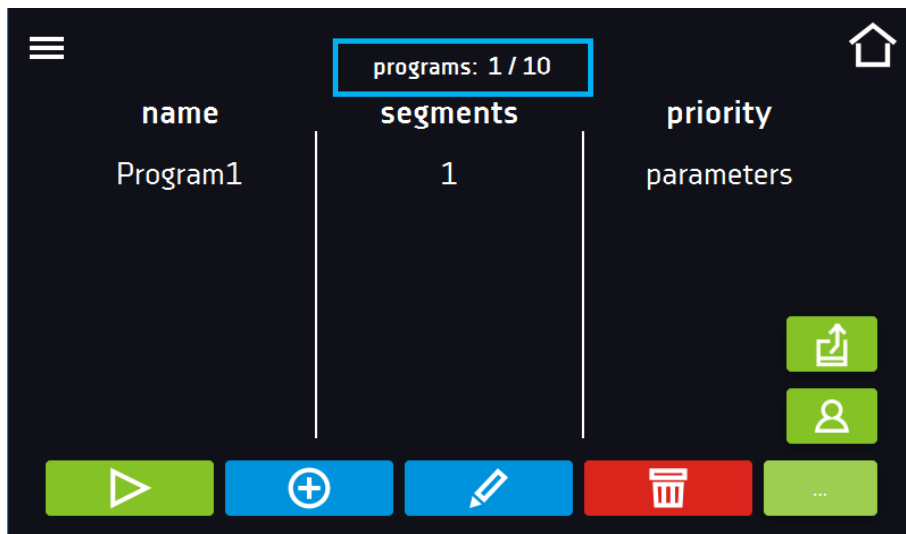 programs: 1 / 10
name segments priority
Program1 1 parameters
...